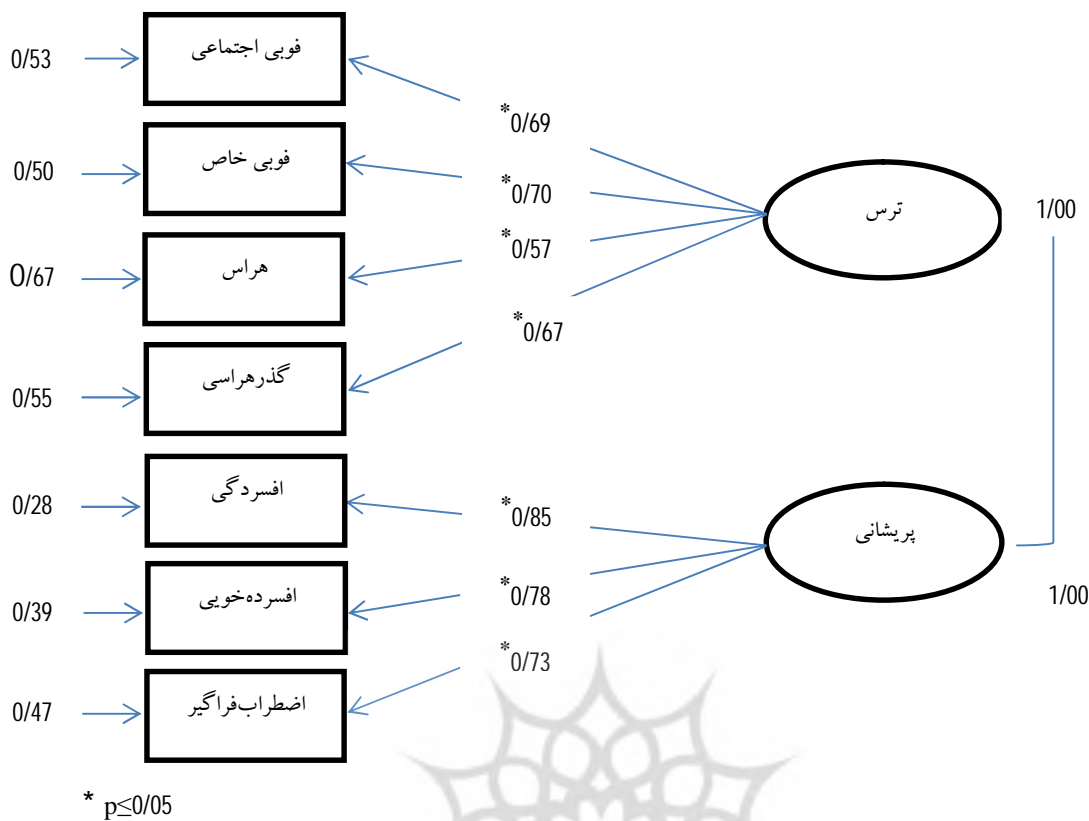 0/53
فوبی اجتماعی
*0/69
0/50
فوبی خاص
*0/70
ترس
1/00
0/67
هراس
*0/57
*0/67
0/55
گذرهراسی
0/28
افسردگی
*0/85
پریشانی
0/39
افسرده‌خویی
*0/78
1/00
*0/73
0/47
اضطراب‌فراگیر
* p≤0/05